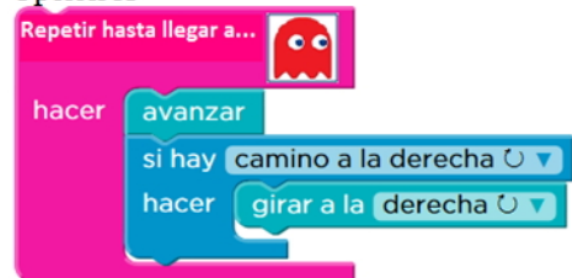 Repetir hasta llegar a...
hacer avanzar
si hay camino a la derecha ↻ ▼
hacer girar a la derecha ↻ ▼